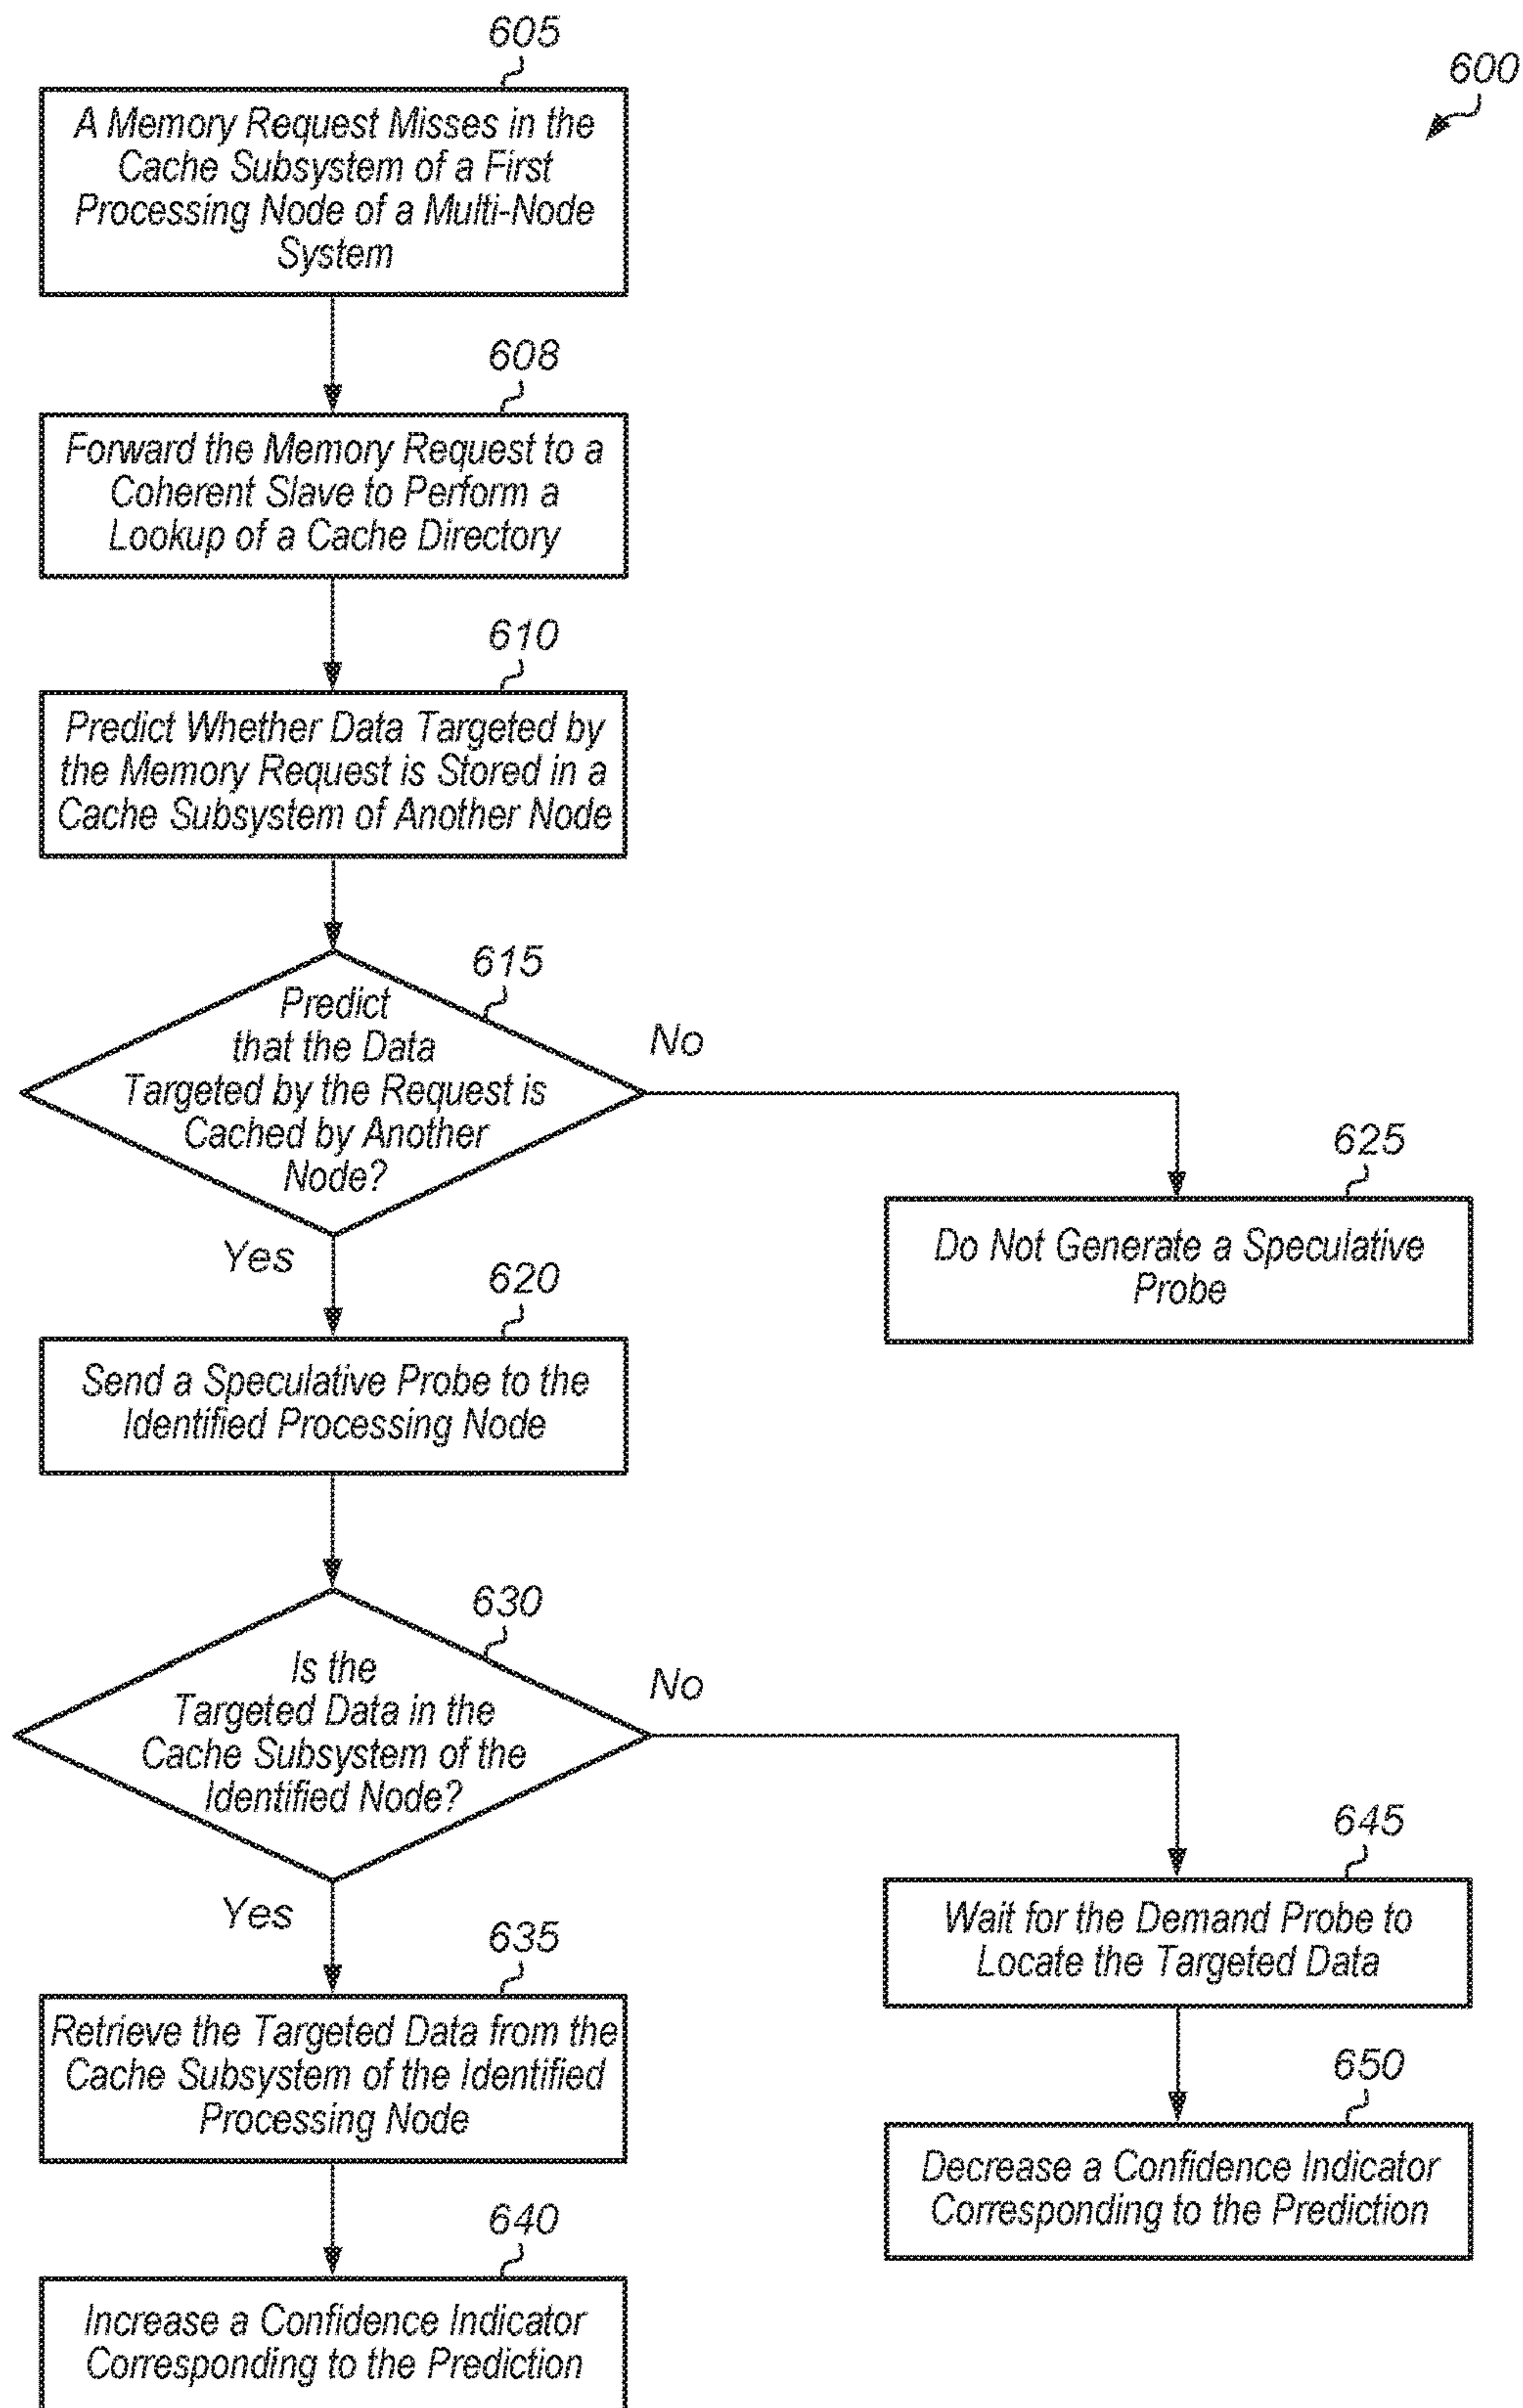 605
600
A Memory Request Misses in the
Cache Subsystem of a First
Processing Node of a Multi-Node
System
608
Forward the Memory Request to a
Coherent Slave to Perform a
Lookup of a Cache Directory
610
Predict Whether Data Targeted by
the Memory Request is Stored in a
Cache Subsystem of Another Node
615
Predict
that the Data
Targeted by the Request is
Cached by Another
Node?
No
Yes
625
Do Not Generate a Speculative
Probe
620
Send a Speculative Probe to the
Identified Processing Node
630
Is the
Targeted Data in the
Cache Subsystem of the
Identified Node?
No
Yes
645
Wait for the Demand Probe to
Locate the Targeted Data
635
Retrieve the Targeted Data from the
Cache Subsystem of the Identified
Processing Node
650
Decrease a Confidence Indicator
Corresponding to the Prediction
640
Increase a Confidence Indicator
Corresponding to the Prediction